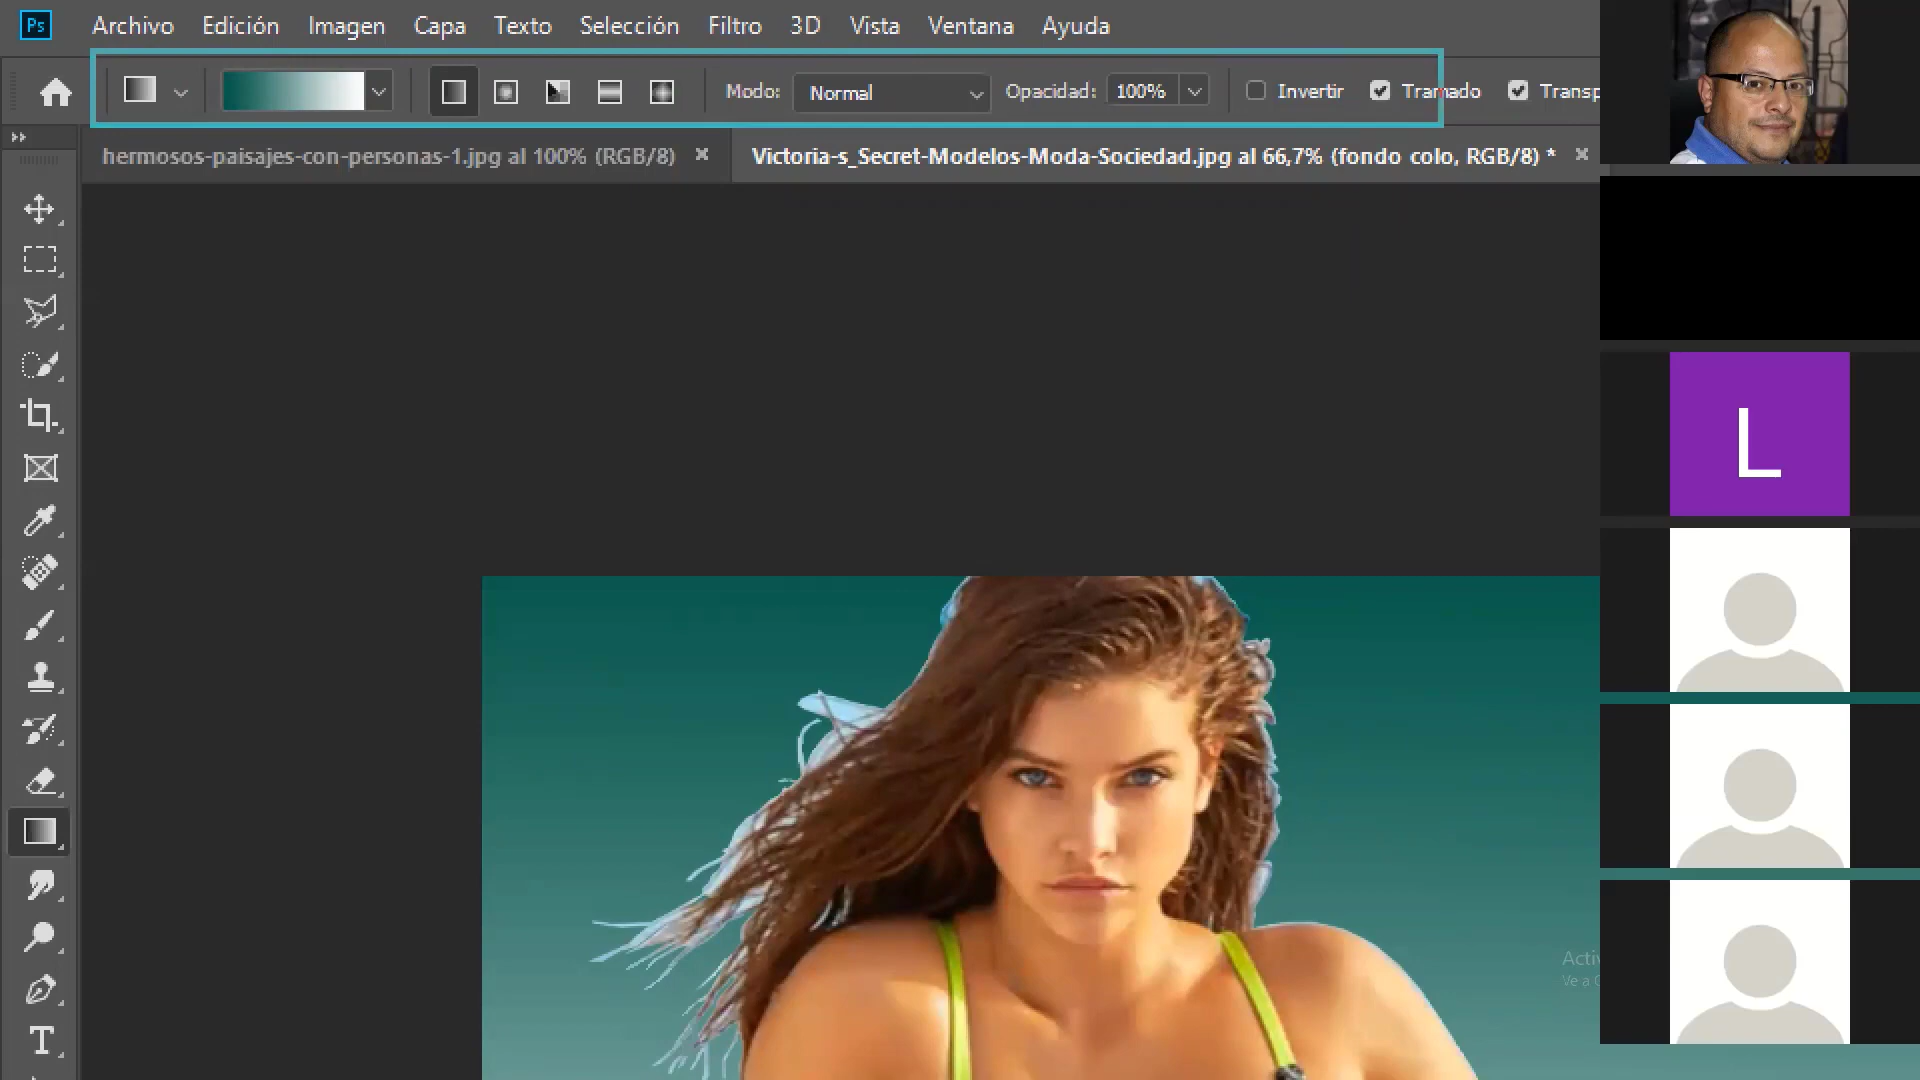 Ps Archivo Edición Imagen Capa Texto Selección Filtro 3D Vista Ventana Ayuda
Modo: Normal Opacidad: 100% Invertir Tramado Transp
hermosos-paisajes-con-personas-1.jpg al 100% (RGB/8) Victoria-s_Secret-Modelos-Moda-Sociedad.jpg al 66,7% (fondo colo, RGB/8) *
L
Acti
Ve a C
T